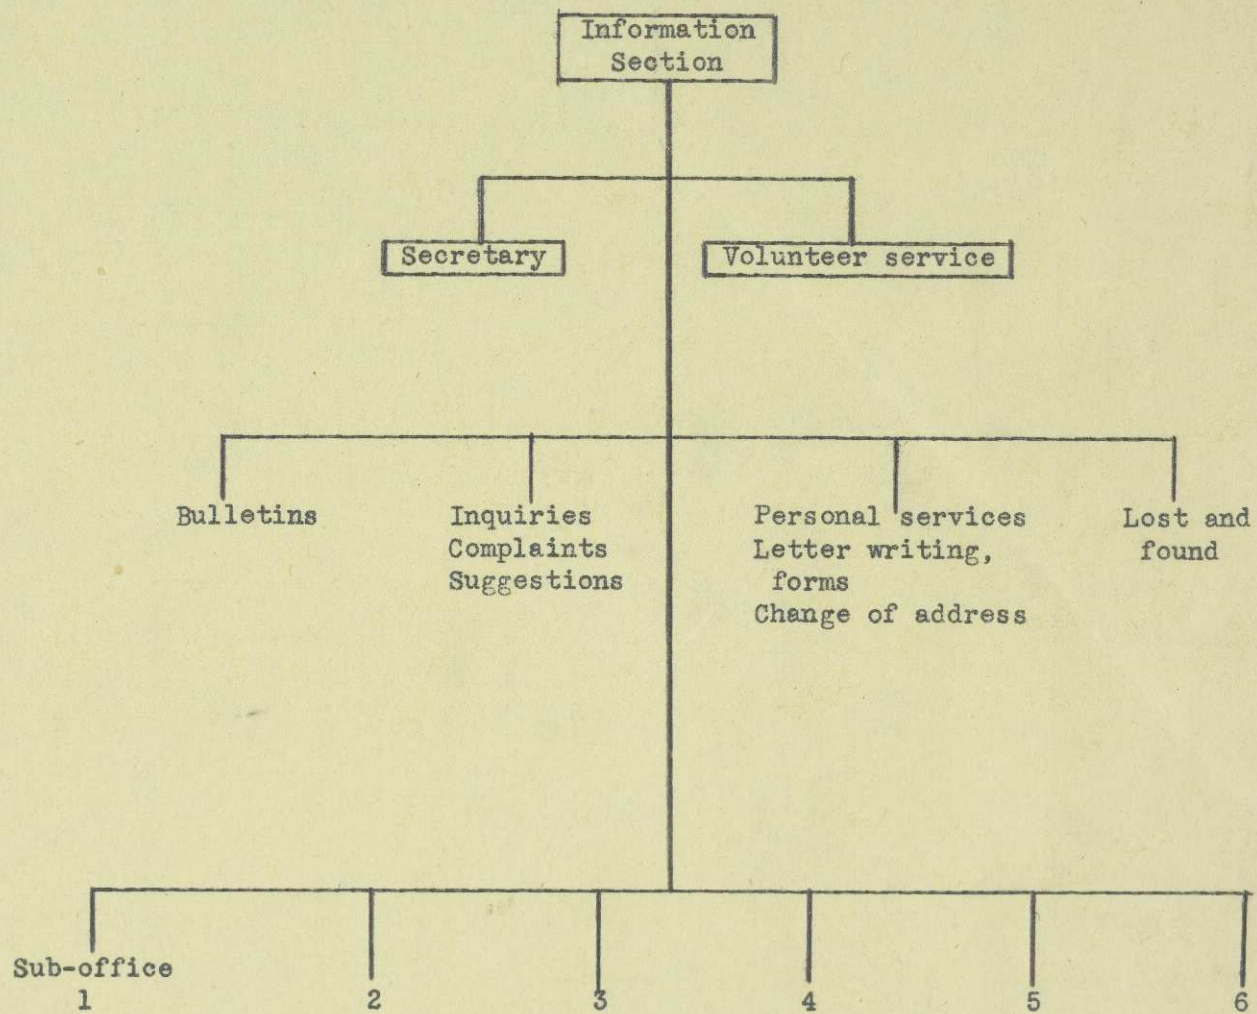 Information
Section
Secretary
Volunteer service
Bulletins
Inquiries
Complaints
Suggestions
Personal services
Letter writing,
forms
Change of address
Lost and
found
Sub-office
1 2 3 4 5 6